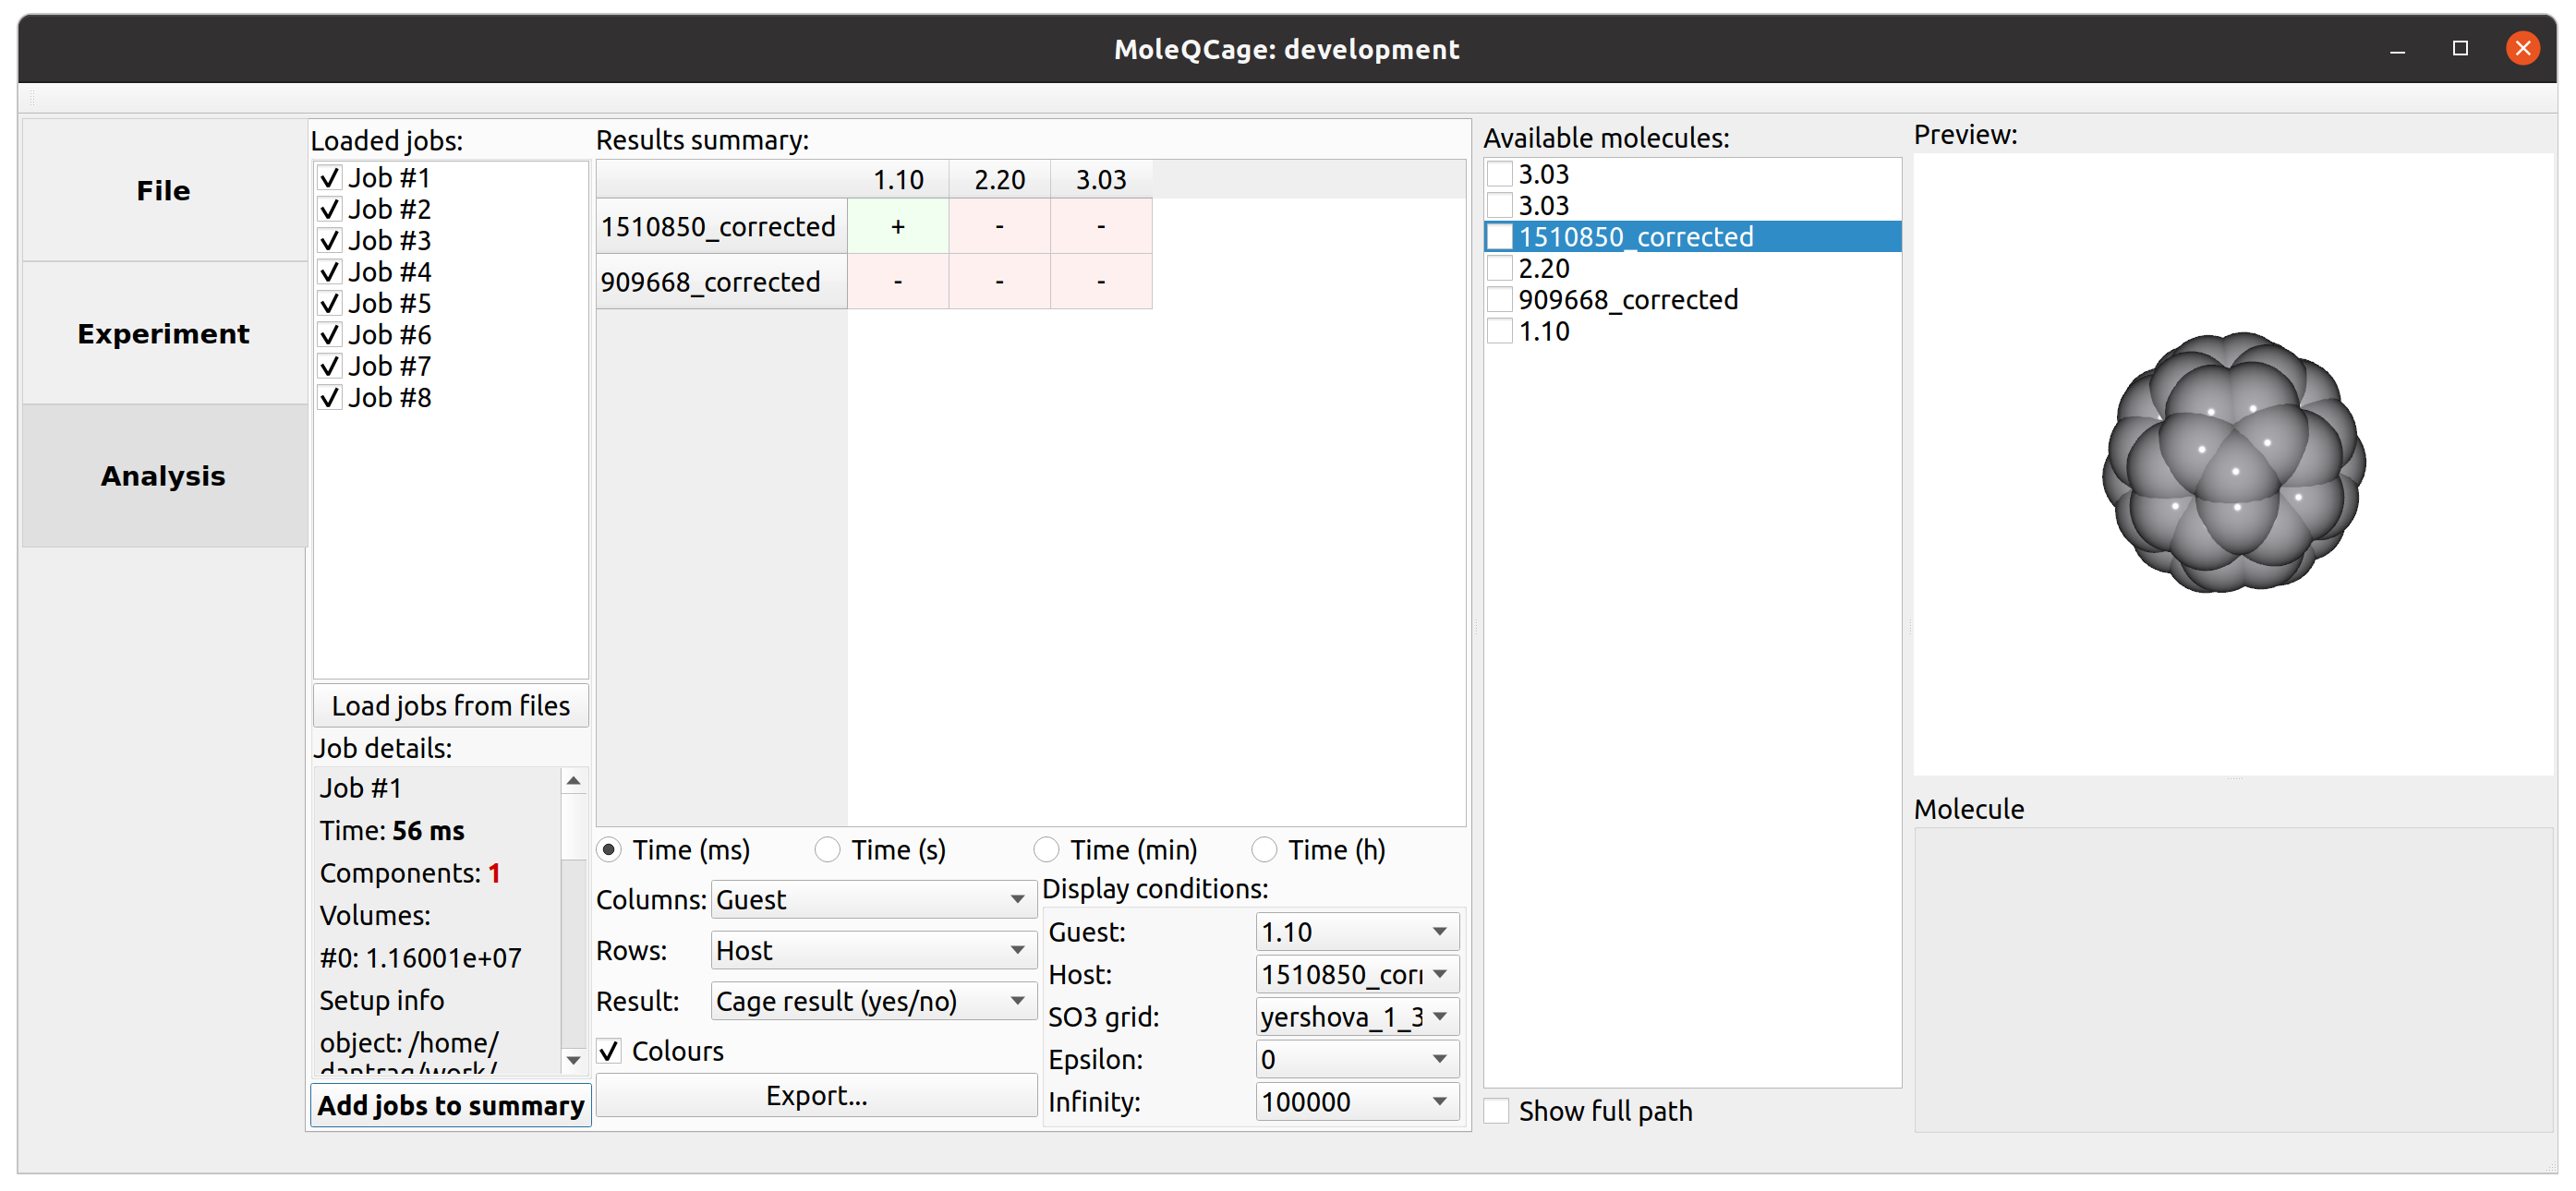 MoleQCage: development
File
Experiment
Analysis
Loaded jobs:
Job #1
Job #2
Job #3
Job #4
Job #5
Job #6
Job #7
Job #8
Load jobs from files
Job details:
Job #1
Time: 56 ms
Components: 1
Volumes:
#0: 1.16001e+07
Setup info
object: /home/
dantrag/work/
Add jobs to summary
Results summary:
1.10 2.20 3.03
1510850_corrected + - -
909668_corrected - - -
Time (ms) Time (s) Time (min) Time (h)
Columns: Guest
Rows: Host
Result: Cage result (yes/no)
Colours
Export...
Display conditions:
Guest: 1.10
Host: 1510850_corr
SO3 grid: yershova_1_3
Epsilon: 0
Infinity: 100000
Available molecules:
3.03
3.03
1510850_corrected
2.20
909668_corrected
1.10
Show full path
Preview:
Molecule